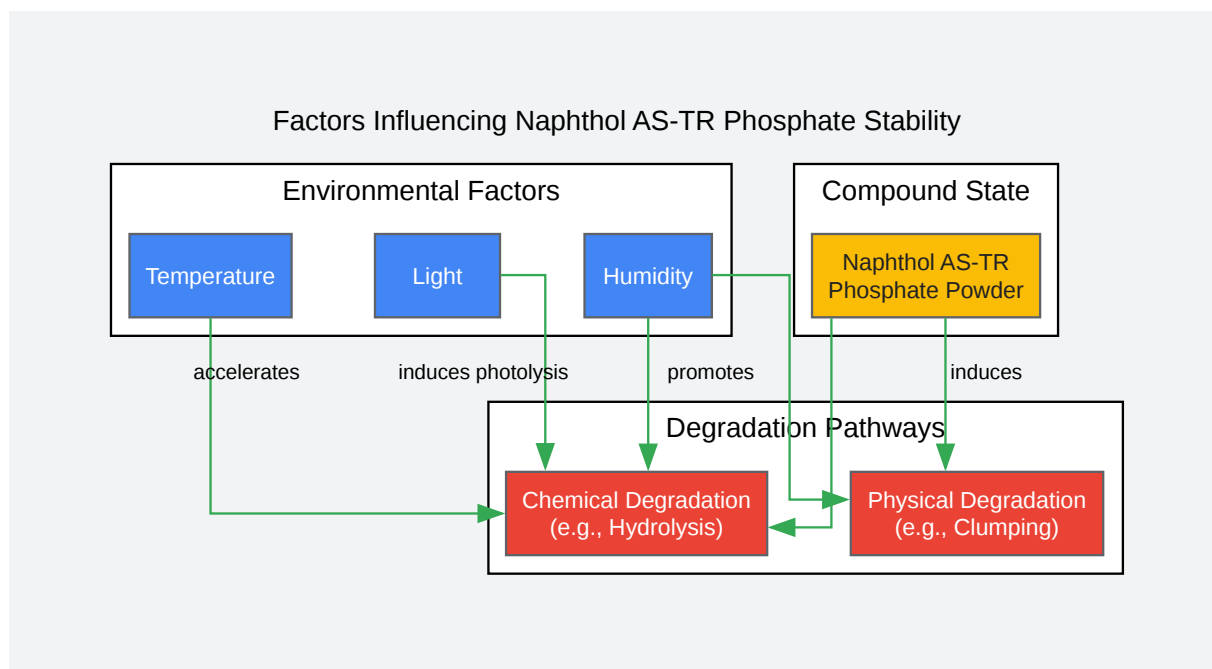 Factors Influencing Naphthol AS-TR Phosphate Stability
Environmental Factors
Compound State
Temperature
Light
Humidity
Naphthol AS-TR
Phosphate Powder
accelerates
induces photolysis
promotes
induces
Degradation Pathways
Chemical Degradation
(e.g., Hydrolysis)
Physical Degradation
(e.g., Clumping)